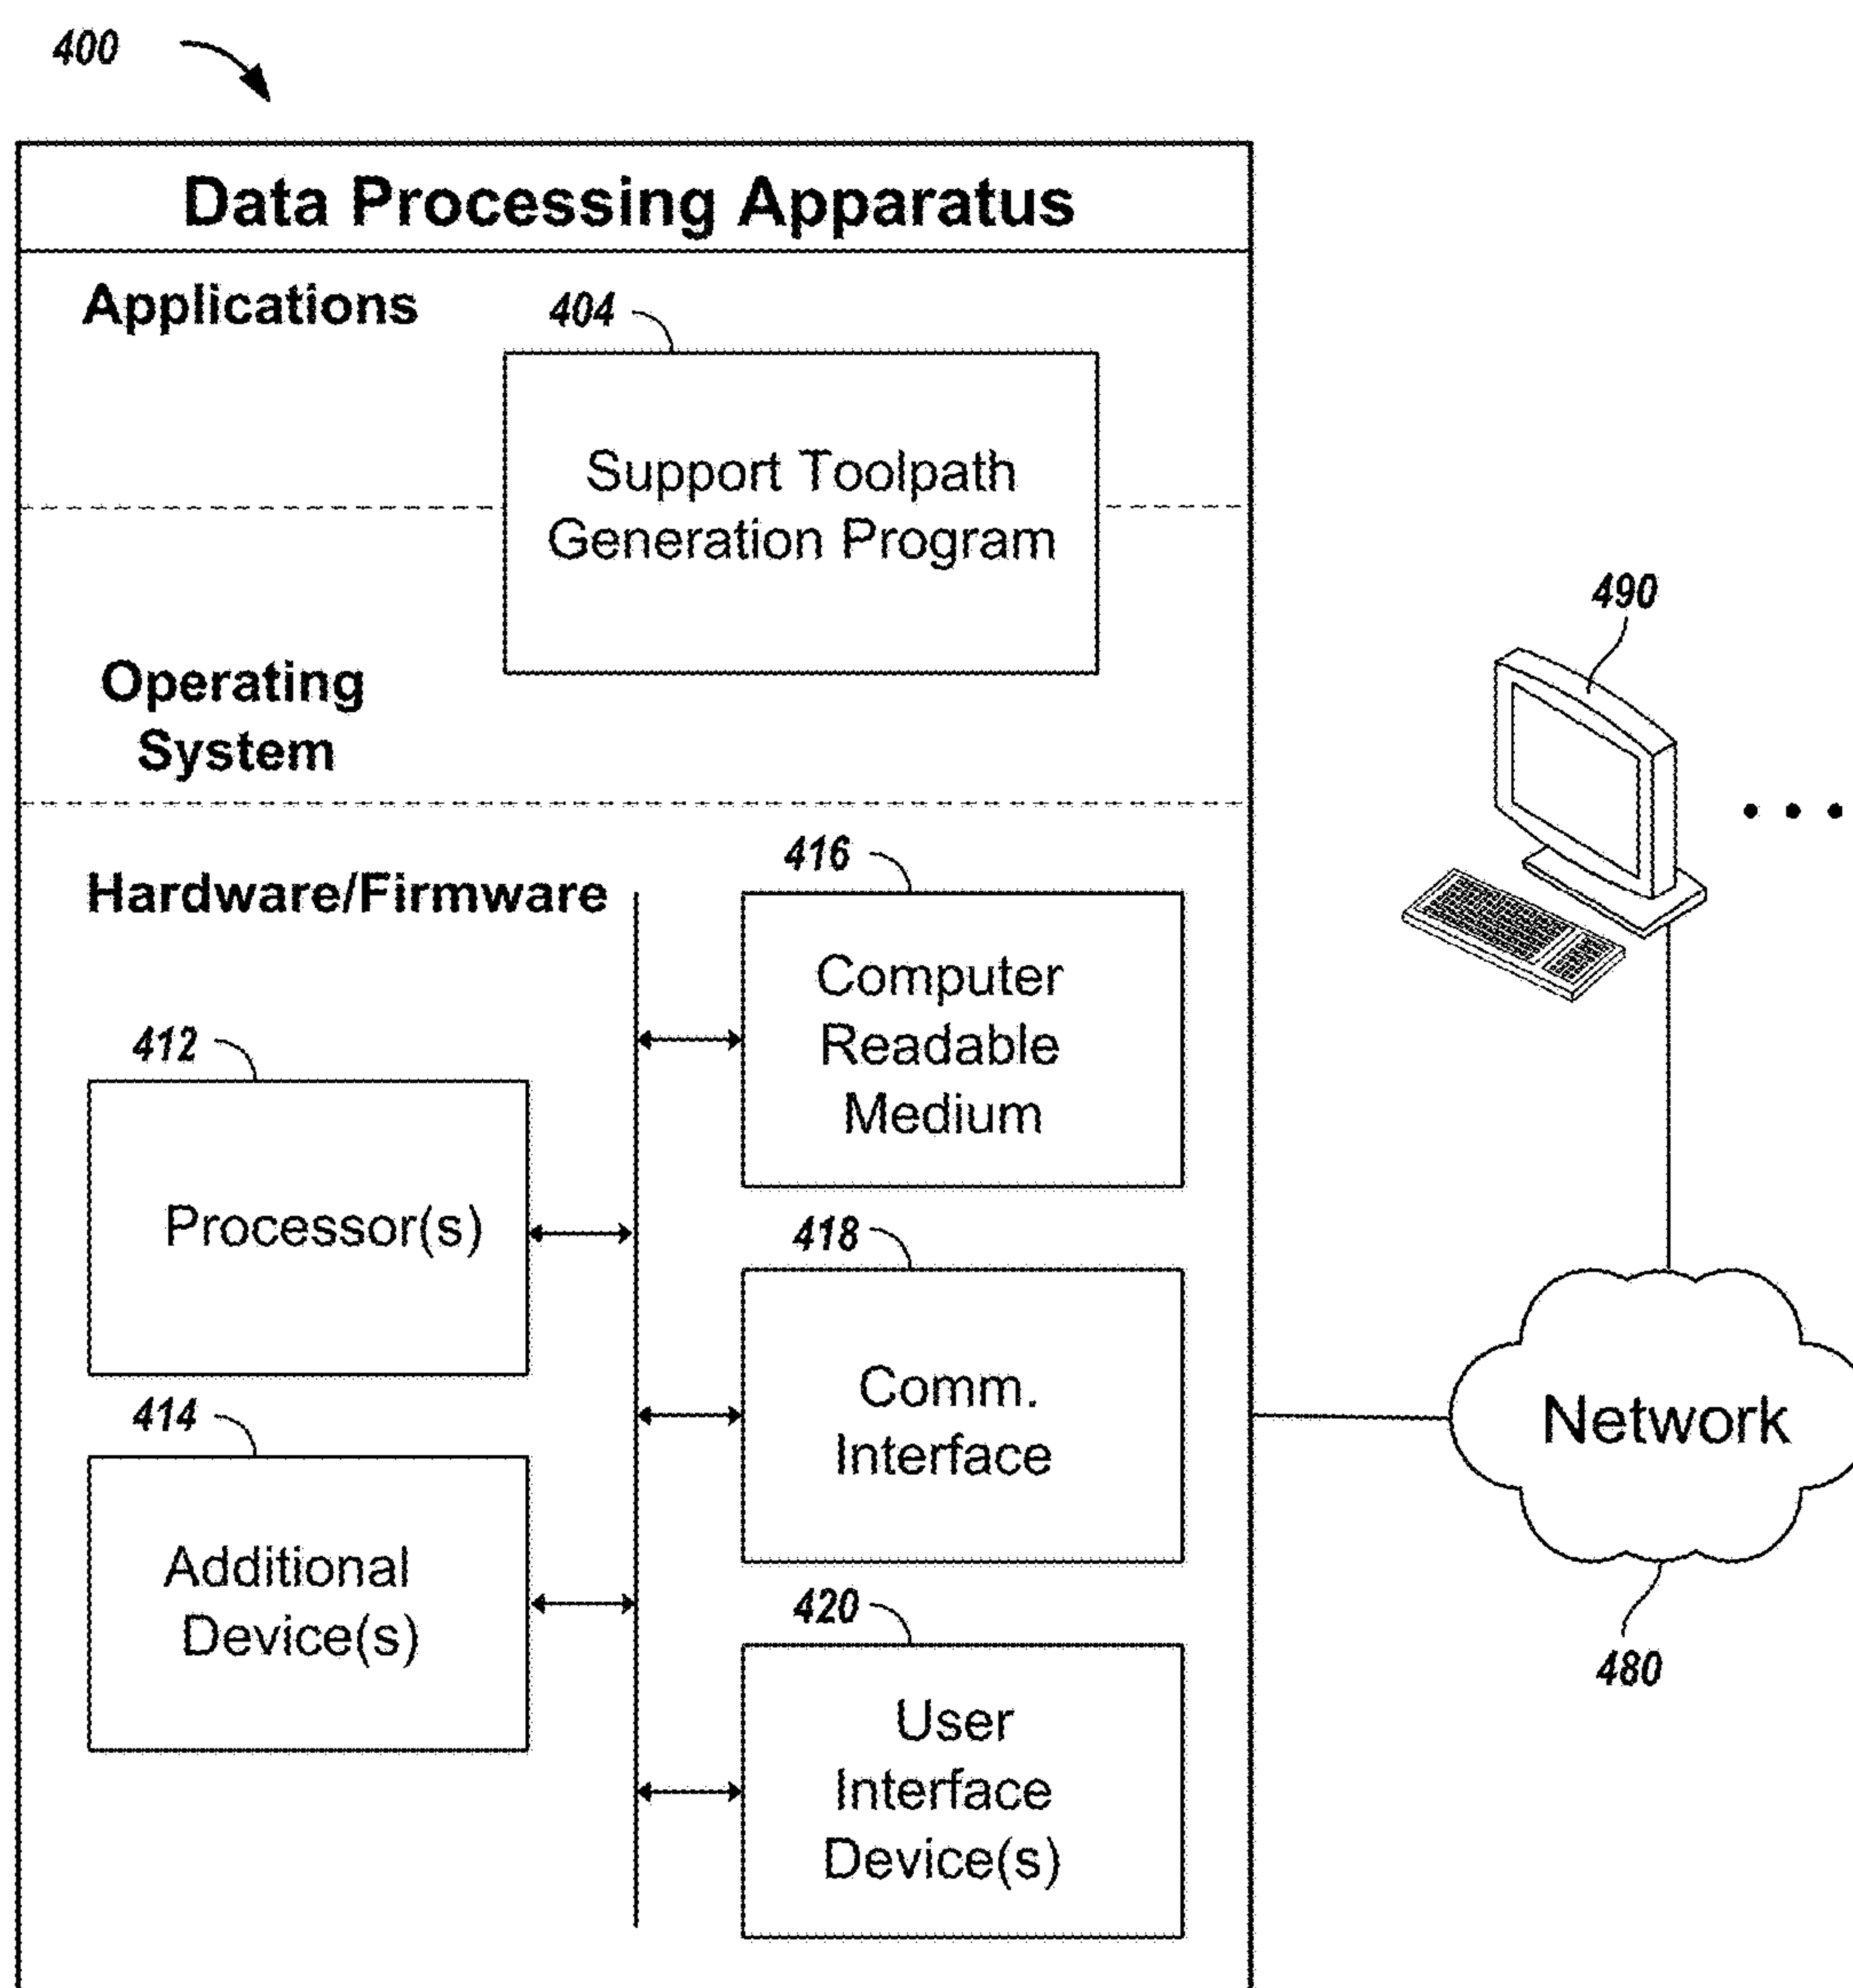 400
Data Processing Apparatus
Applications
404
Support Toolpath
Generation Program
Operating
System
490
Hardware/Firmware
416
Computer
Readable
Medium
412
Processor(s)
418
Comm.
Interface
Network
414
Additional
Device(s)
420
User
Interface
Device(s)
480